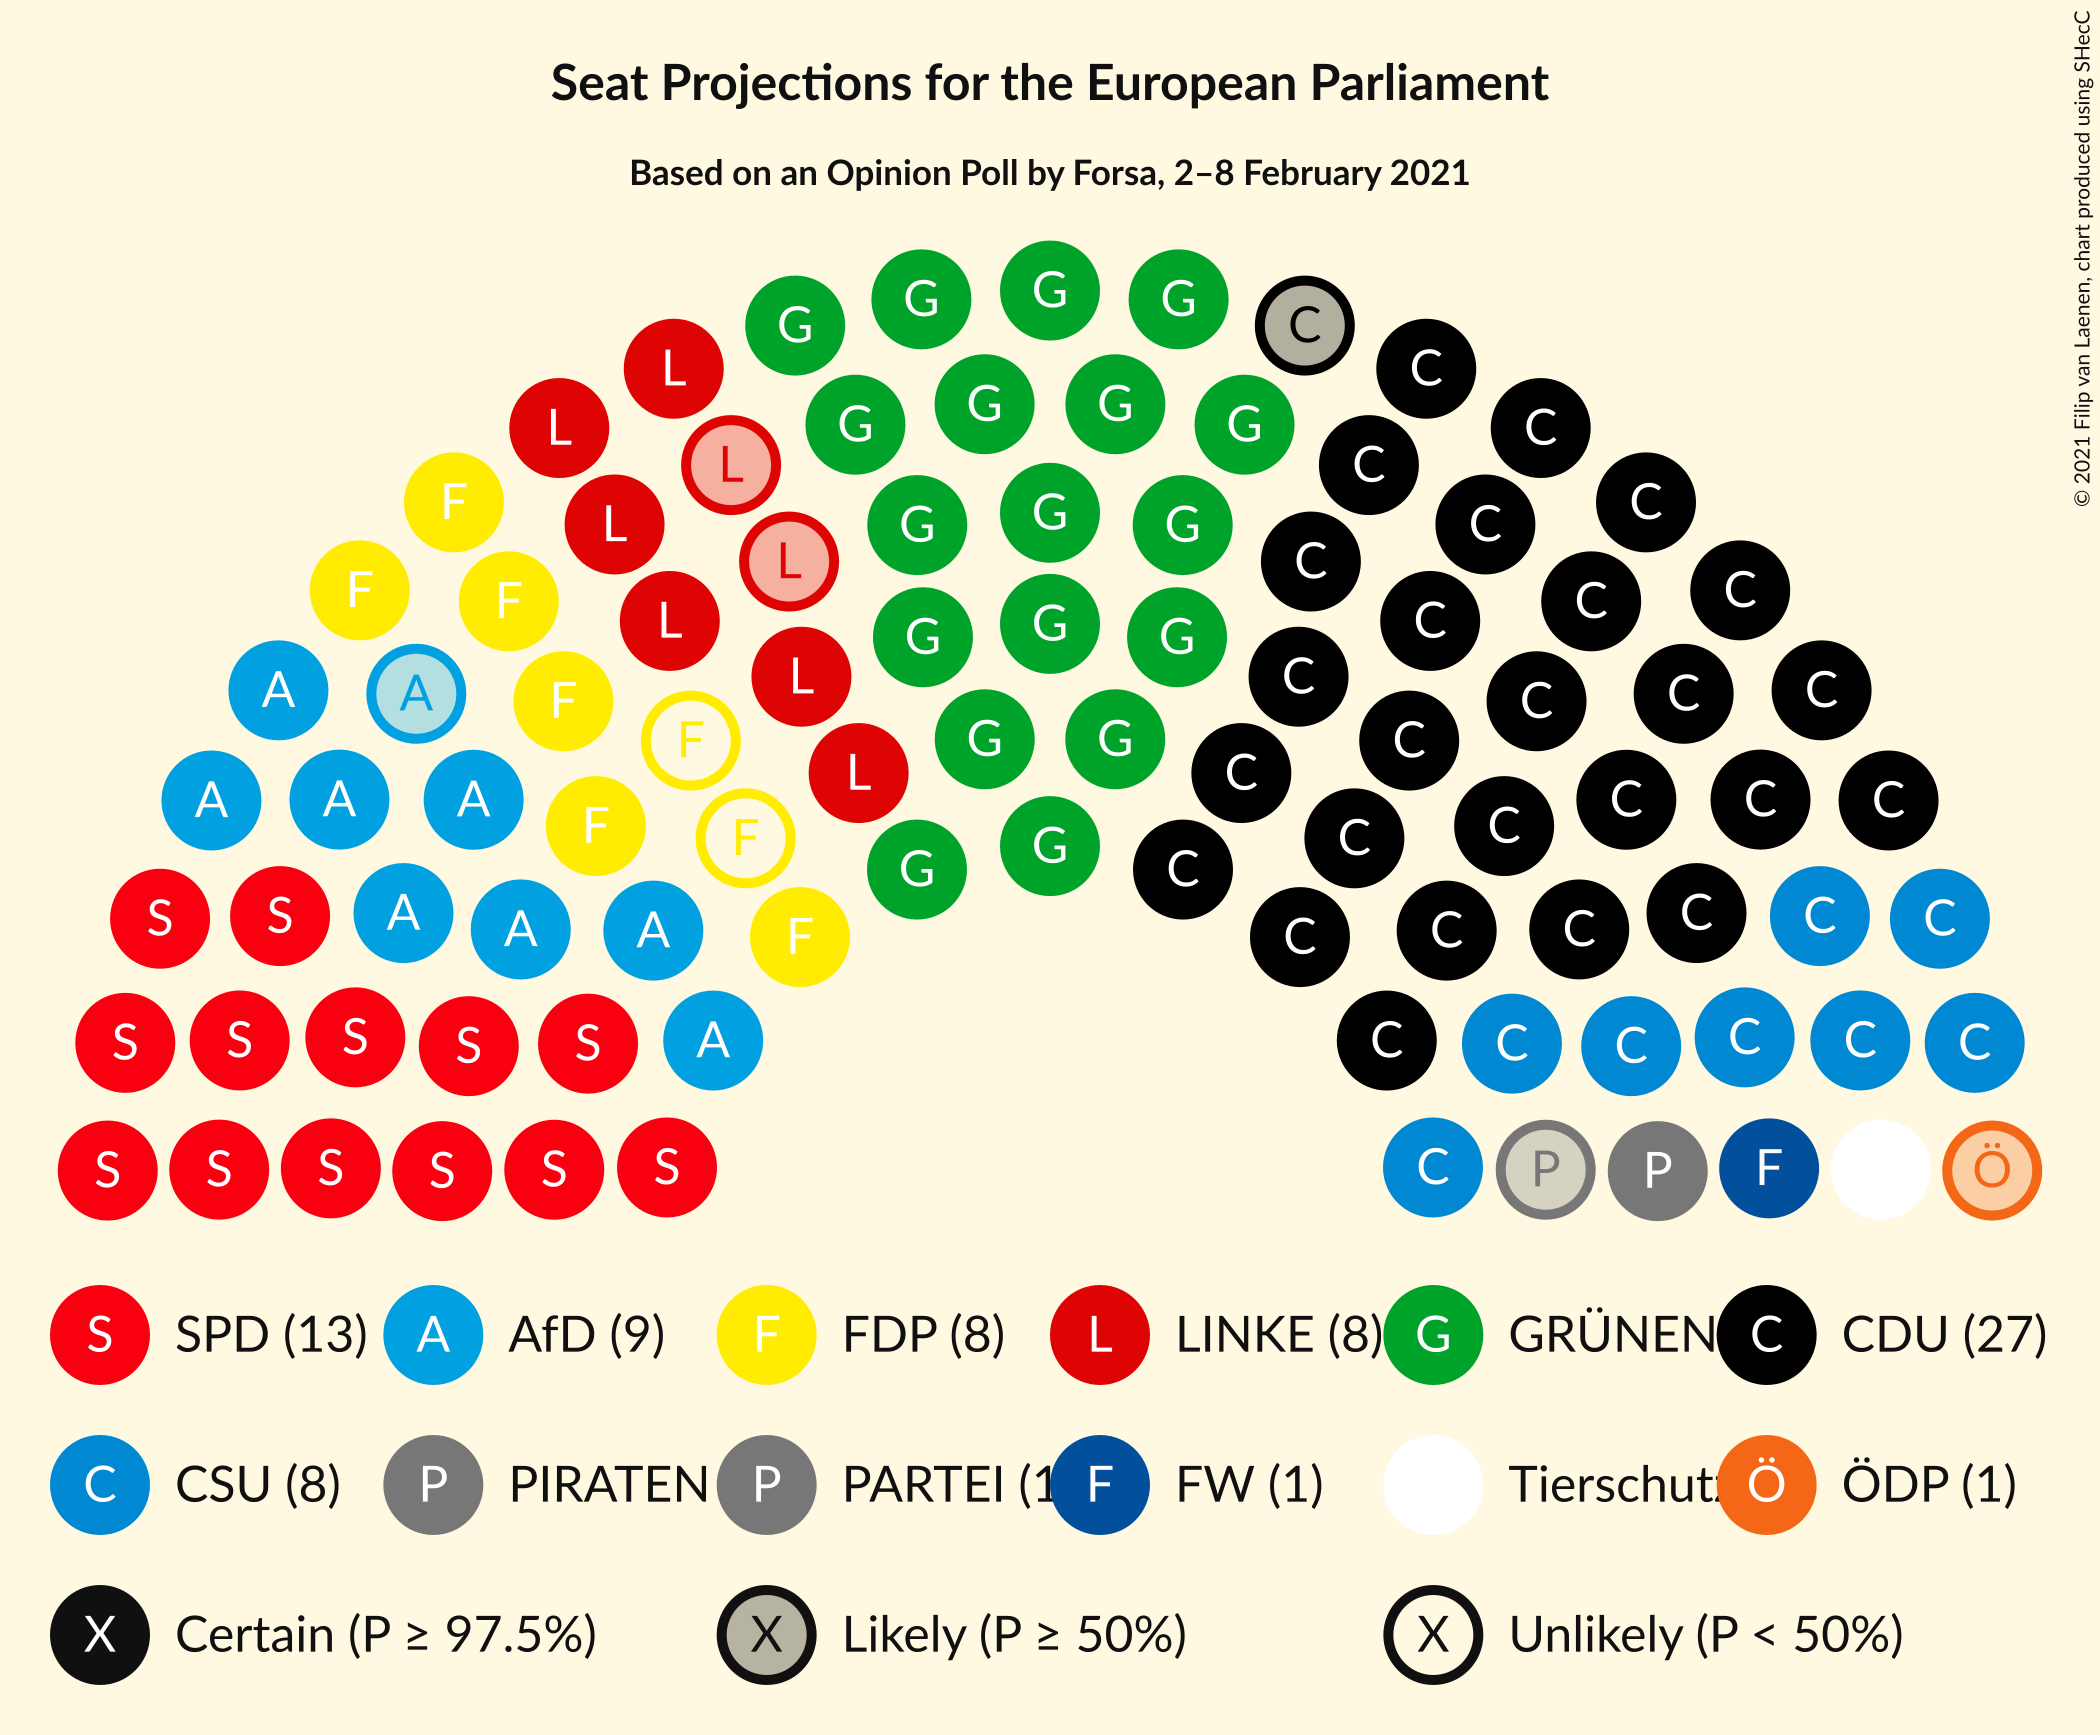 Seat Projections for the European Parliament
Based on an Opinion Poll by Forsa, 2–8 February 2021
© 2021 Filip van Laenen, chart produced using SHecC
G G G G C
L G G G G C
L L C C
F L G G G C C
F F L L C C C C
L G G G C
A A F L C C C C C
F G G C
A A A F F L C C C C C C
S S A A A F G G C C C C C C C
S S S S S A C C C C C C
S S S S S S C P P F Ö
S SPD (13) A AfD (9) F FDP (8) L LINKE (8) G GRÜNEN C CDU (27)
C CSU (8) P PIRATEN P PARTEI (1 F FW (1) Tierschutz Ö ÖDP (1)
X Certain (P ≥ 97.5%) X Likely (P ≥ 50%) X Unlikely (P < 50%)